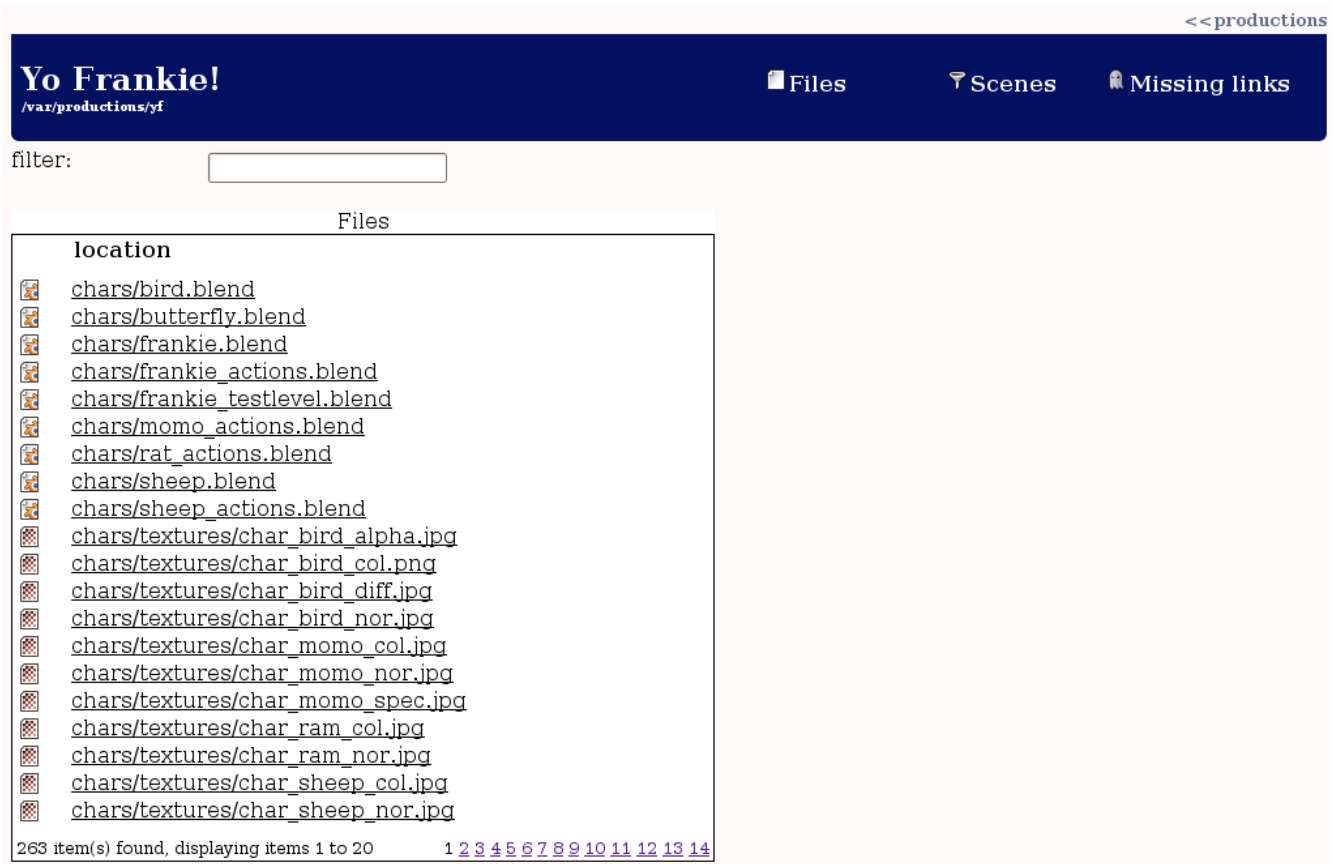 <<productions
Yo Frankie!
/var/productions/yf
Files
Scenes
Missing links
filter:
Files
location
chars/bird.blend
chars/butterfly.blend
chars/frankie.blend
chars/frankie_actions.blend
chars/frankie_testlevel.blend
chars/momo_actions.blend
chars/rat_actions.blend
chars/sheep.blend
chars/sheep_actions.blend
chars/textures/char_bird_alpha.jpg
chars/textures/char_bird_col.png
chars/textures/char_bird_diff.jpg
chars/textures/char_bird_nor.jpg
chars/textures/char_momo_col.jpg
chars/textures/char_momo_nor.jpg
chars/textures/char_momo_spec.jpg
chars/textures/char_ram_col.jpg
chars/textures/char_ram_nor.jpg
chars/textures/char_sheep_col.jpg
chars/textures/char_sheep_nor.jpg
263 item(s) found, displaying items 1 to 20 1 2 3 4 5 6 7 8 9 10 11 12 13 14